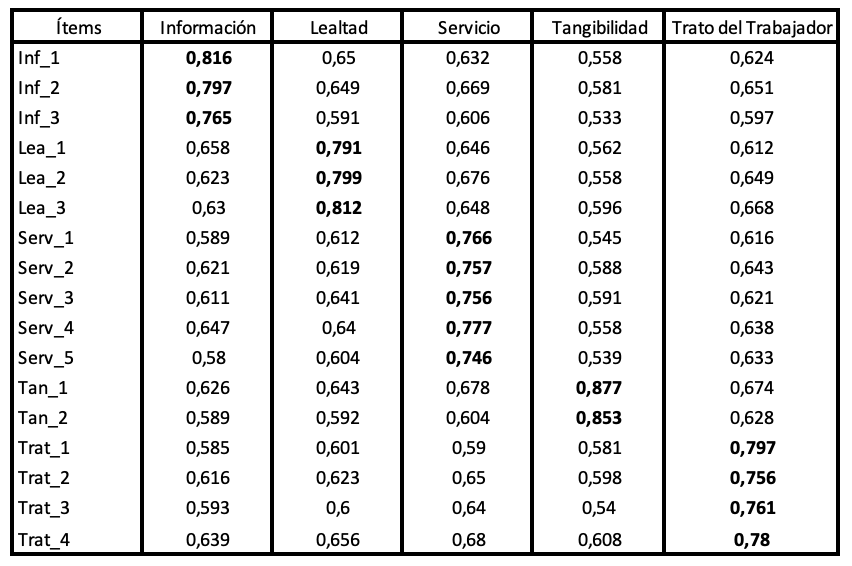 Ítems Información Lealtad Servicio Tangibilidad Trato del Trabajador
Inf_1 0,816 0,65 0,632 0,558 0,624
Inf_2 0,797 0,649 0,669 0,581 0,651
Inf_3 0,765 0,591 0,606 0,533 0,597
Lea_1 0,658 0,791 0,646 0,562 0,612
Lea_2 0,623 0,799 0,676 0,558 0,649
Lea_3 0,63 0,812 0,648 0,596 0,668
Serv_1 0,589 0,612 0,766 0,545 0,616
Serv_2 0,621 0,619 0,757 0,588 0,643
Serv_3 0,611 0,641 0,756 0,591 0,621
Serv_4 0,647 0,64 0,777 0,558 0,638
Serv_5 0,58 0,604 0,746 0,539 0,633
Tan_1 0,626 0,643 0,678 0,877 0,674
Tan_2 0,589 0,592 0,604 0,853 0,628
Trat_1 0,585 0,601 0,59 0,581 0,797
Trat_2 0,616 0,623 0,65 0,598 0,756
Trat_3 0,593 0,6 0,64 0,54 0,761
Trat_4 0,639 0,656 0,68 0,608 0,78